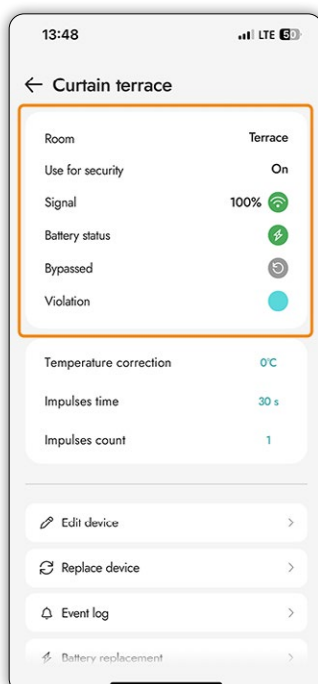 13:48 LTE 50
Curtain terrace
Room Terrace
Use for security On
Signal 100%
Battery status
Bypassed
Violation
Temperature correction 0°C
Impulses time 30 s
Impulses count 1
Edit device
Replace device
Event log
Battery replacement